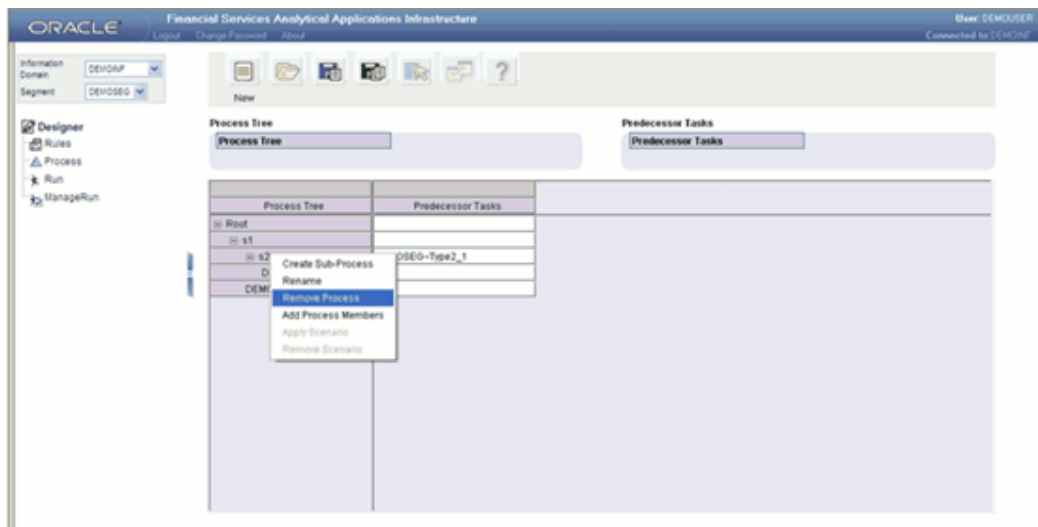 ORACLE
Financial Services Analytical Applications Infrastructure
User: DEMOUSER
Logout Change Password About
Connected to: DEMOINF
Information Domain DEMOINF
Segment DEMOSEG
New
?
Designer
Rules
Process
Run
ManageRun
Process Tree
Predecessor Tasks
Process Tree
Predecessor Tasks
Process Tree Predecessor Tasks
Root
s1
s2 OSEG~Type2_1
D
DEMO
Create Sub-Process
Rename
Remove Process
Add Process Members
Apply Scenario
Remove Scenario